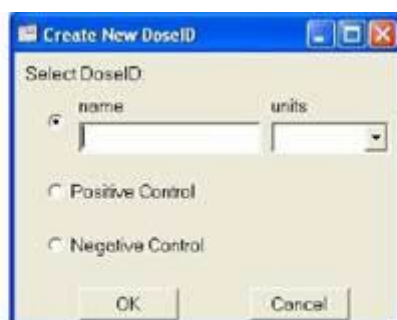 Create New DoseID
Select DoseID:
name units
Positive Control
Negative Control
OK Cancel